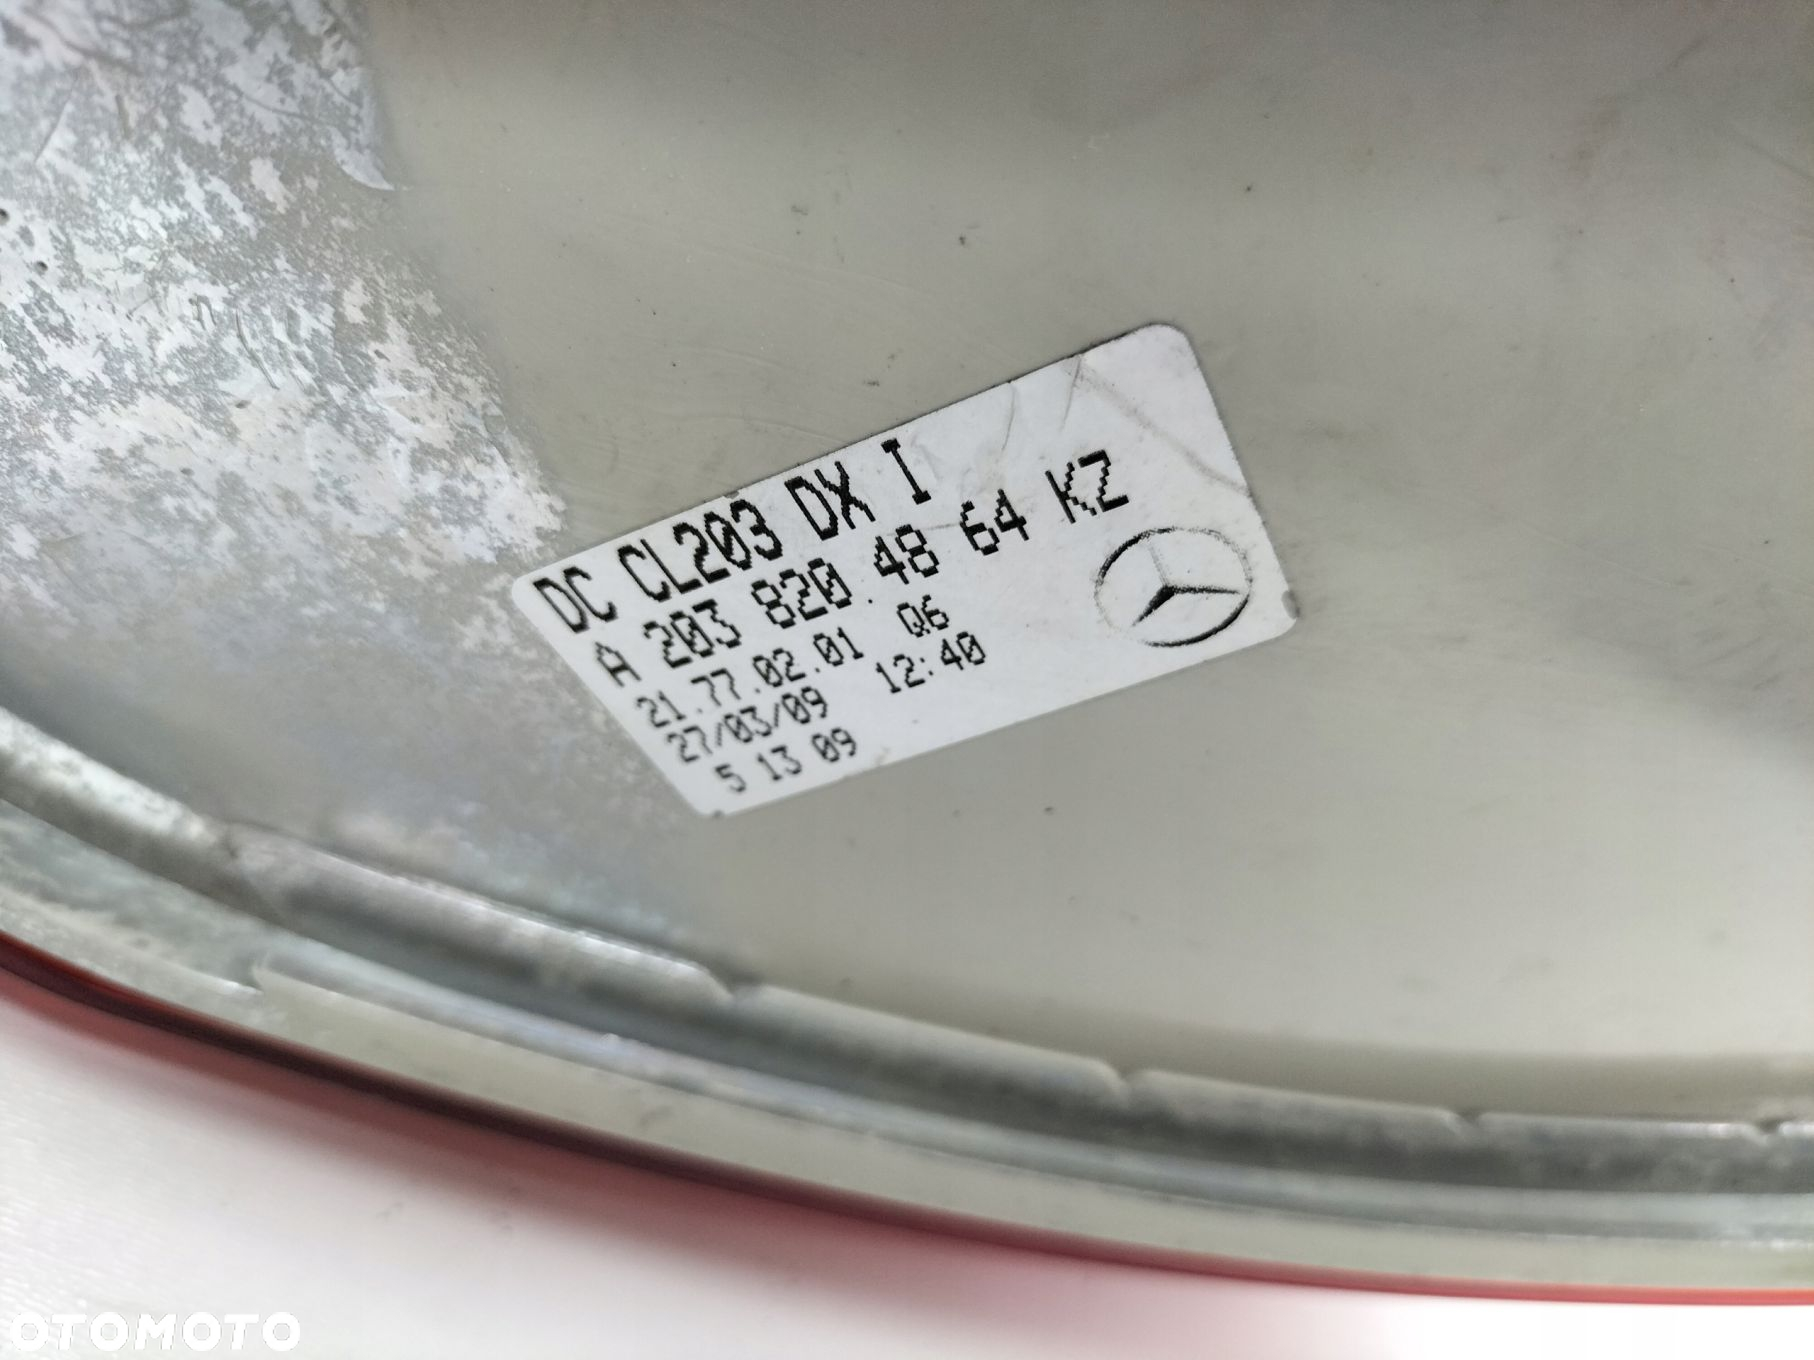 DC CL203 DX I
A 203 820 48 64 KZ
21.77.02.01 Q6
27/03/09 12:40
5 13 09
OTOMOTO